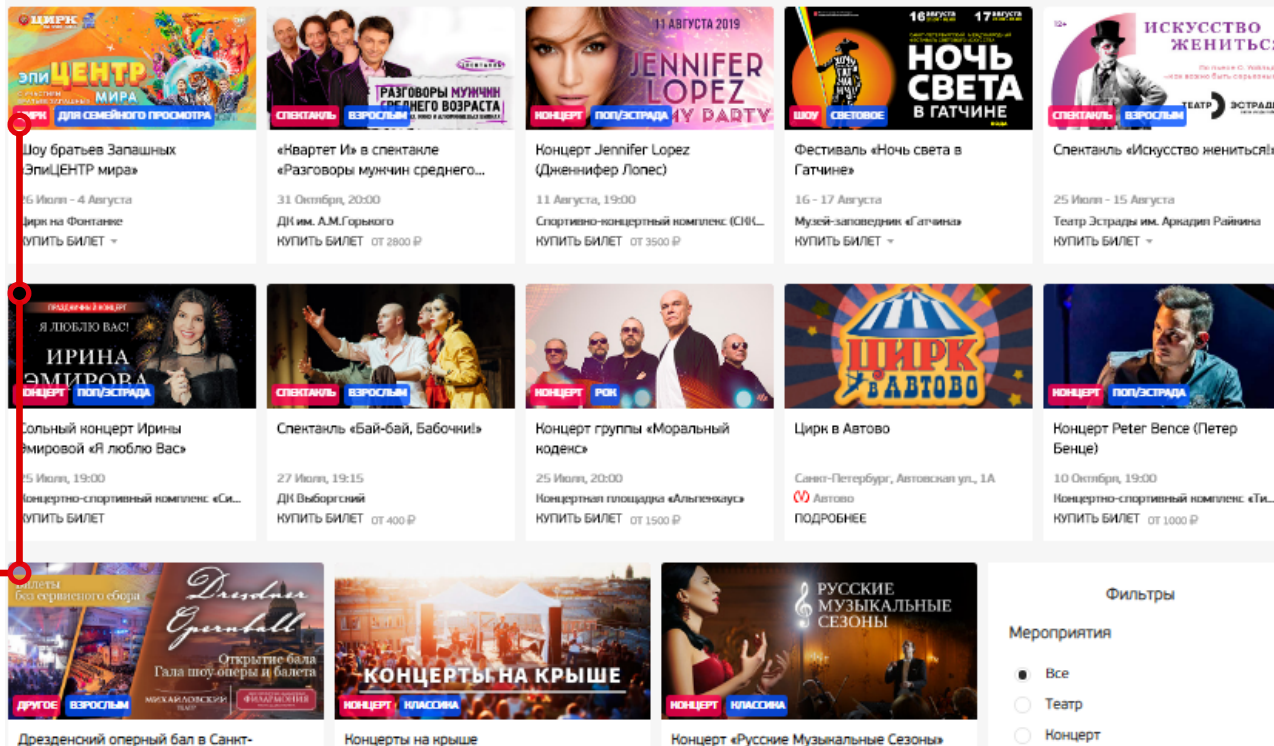 ЦИРК
ЭПИЦЕНТР
МИРА
ЦИРК ДЛЯ СЕМЕЙНОГО ПРОСМОТРА
Шоу братьев Запашных
«ЭпиЦЕНТР мира»
26 Июля - 4 Августа
Цирк на Фонтанке
КУПИТЬ БИЛЕТ
РАЗГОВОРЫ МУЖЧИН
СРЕДНЕГО ВОЗРАСТА
СПЕКТАКЛЬ ВЗРОСЛЫМ
«Квартет И» в спектакле
«Разговоры мужчин среднего...
31 Октября, 20:00
ДК им. А.М.Горького
КУПИТЬ БИЛЕТ ОТ 2800 ₽
11 АВГУСТА 2019
JENNIFER
LOPEZ
MY PARTY
КОНЦЕРТ ПОП/ЭСТРАДА
Концерт Jennifer Lopez
(Дженнифер Лопес)
11 Августа, 19:00
Спортивно-концертный комплекс (СКК...
КУПИТЬ БИЛЕТ ОТ 3500 ₽
16 августа 17 августа
НОЧЬ
СВЕТА
В ГАТЧИНЕ
ШОУ СВЕТОВОЕ
Фестиваль «Ночь света в
Гатчине»
16 - 17 Августа
Музей-заповедник «Гатчина»
КУПИТЬ БИЛЕТ
12+
ИСКУССТВО
ЖЕНИТЬС
ТЕАТР ЭСТРАДЫ
СПЕКТАКЛЬ ВЗРОСЛЫМ
Спектакль «Искусство жениться!»
25 Июля - 15 Августа
Театр Эстрады им. Аркадия Райкина
КУПИТЬ БИЛЕТ
ПРАЗДНИЧНЫЙ КОНЦЕРТ
Я ЛЮБЛЮ ВАС!
ИРИНА
ЭМИРОВА
КОНЦЕРТ ПОП/ЭСТРАДА
Сольный концерт Ирины
Эмировой «Я люблю Вас»
25 Июля, 19:00
Концертно-спортивный комплекс «Си...
КУПИТЬ БИЛЕТ
СПЕКТАКЛЬ ВЗРОСЛЫМ
Спектакль «Бай-бай, Бабочки!»
27 Июля, 19:15
ДК Выборгский
КУПИТЬ БИЛЕТ ОТ 400 ₽
КОНЦЕРТ РОК
Концерт группы «Моральный
кодекс»
25 Июля, 20:00
Концертная площадка «Альпенхаус»
КУПИТЬ БИЛЕТ ОТ 1500 ₽
ЦИРК
В АВТОВО
Цирк в Автово
Санкт-Петербург, Автовская ул., 1А
Автово
ПОДРОБНЕЕ
КОНЦЕРТ ПОП/ЭСТРАДА
Концерт Peter Bence (Петер
Бенце)
10 Октября, 19:00
Концертно-спортивный комплекс «Ти...
КУПИТЬ БИЛЕТ ОТ 1000 ₽
Билеты
без сервисного сбора
Dresdner
Opernball
Открытие бала
Гала шоу оперы и балета
МИХАЙЛОВСКИЙ
ТЕАТР
ФИЛАРМОНИЯ
ДРУГОЕ ВЗРОСЛЫМ
Дрезденский оперный бал в Санкт-
КОНЦЕРТЫ НА КРЫШЕ
КОНЦЕРТ КЛАССИКА
Концерты на крыше
РУССКИЕ
МУЗЫКАЛЬНЫЕ
СЕЗОНЫ
КОНЦЕРТ КЛАССИКА
Концерт «Русские Музыкальные Сезоны»
Фильтры
Мероприятия
Все
Театр
Концерт